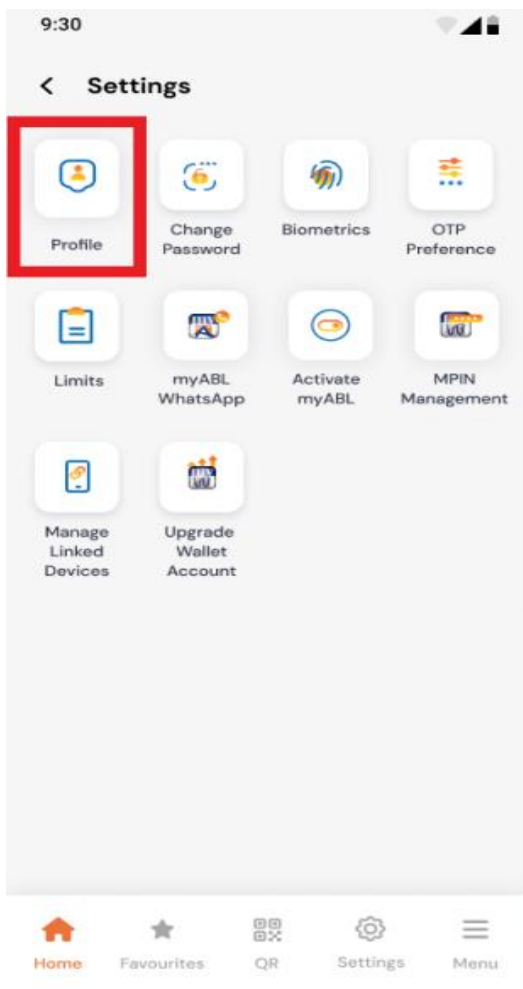 9:30
Settings
Profile
Change
Password
Biometrics
OTP
Preference
Limits
myABL
WhatsApp
Activate
myABL
MPIN
Management
Manage
Linked
Devices
Upgrade
Wallet
Account
Home
Favourites
QR
Settings
Menu